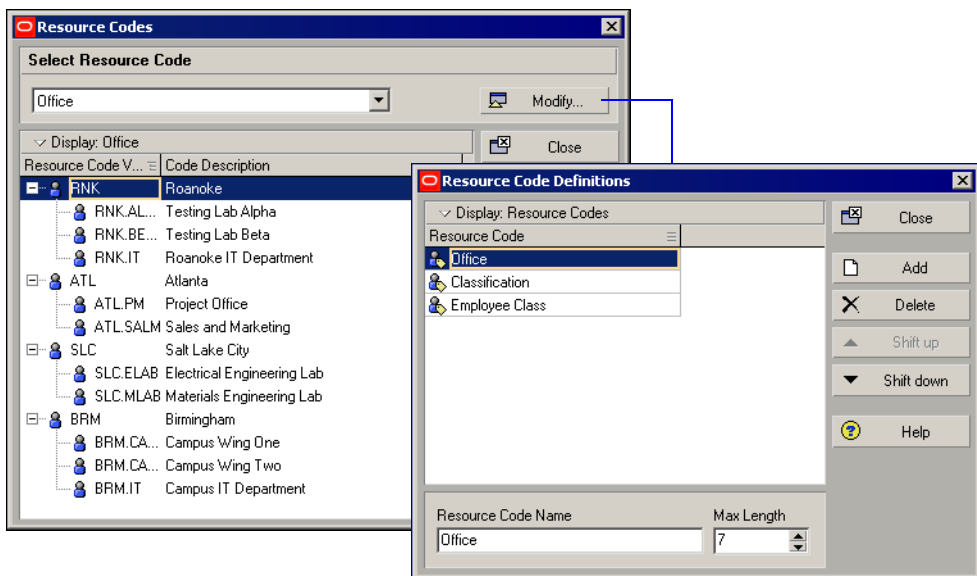 Resource Codes
Select Resource Code
Office
Modify...
Display: Office
Close
Resource Code V... Code Description
RNK Roanoke
RNK.AL... Testing Lab Alpha
RNK.BE... Testing Lab Beta
RNK.IT Roanoke IT Department
ATL Atlanta
ATL.PM Project Office
ATL.SALM Sales and Marketing
SLC Salt Lake City
SLC.ELAB Electrical Engineering Lab
SLC.MLAB Materials Engineering Lab
BRM Birmingham
BRM.CA... Campus Wing One
BRM.CA... Campus Wing Two
BRM.IT Campus IT Department
Resource Code Definitions
Display: Resource Codes
Resource Code
Office
Classification
Employee Class
Close
Add
Delete
Shift up
Shift down
Help
Resource Code Name Max Length
Office 7